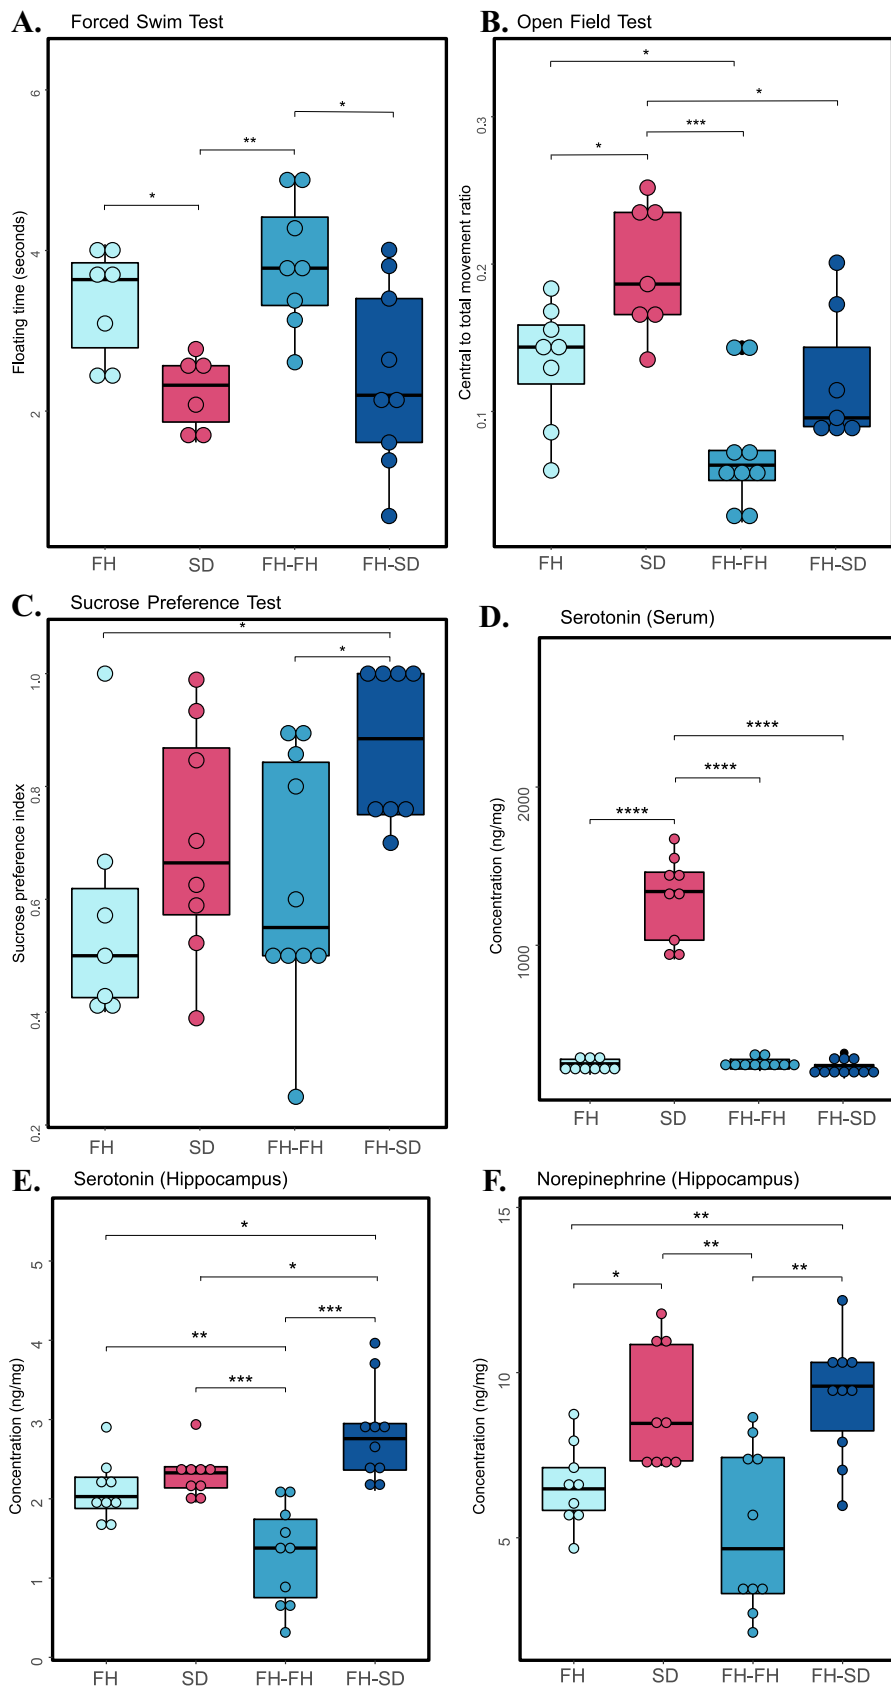 A. Forced Swim Test
Floating time (seconds)
6
4
2
*
**
*
FH SD FH-FH FH-SD
B. Open Field Test
Central to total movement ratio
0.3
0.2
0.1
*
*
***
*
FH SD FH-FH FH-SD
C. Sucrose Preference Test
Sucrose preference index
1.0
0.8
0.6
0.4
0.2
*
*
FH SD FH-FH FH-SD
D. Serotonin (Serum)
Concentration (ng/mg)
2000
1000
****
****
****
FH SD FH-FH FH-SD
E. Serotonin (Hippocampus)
Concentration (ng/mg)
5
4
3
2
1
0
*
*
***
**
***
FH SD FH-FH FH-SD
F. Norepinephrine (Hippocampus)
Concentration (ng/mg)
15
10
5
**
**
*
**
FH SD FH-FH FH-SD